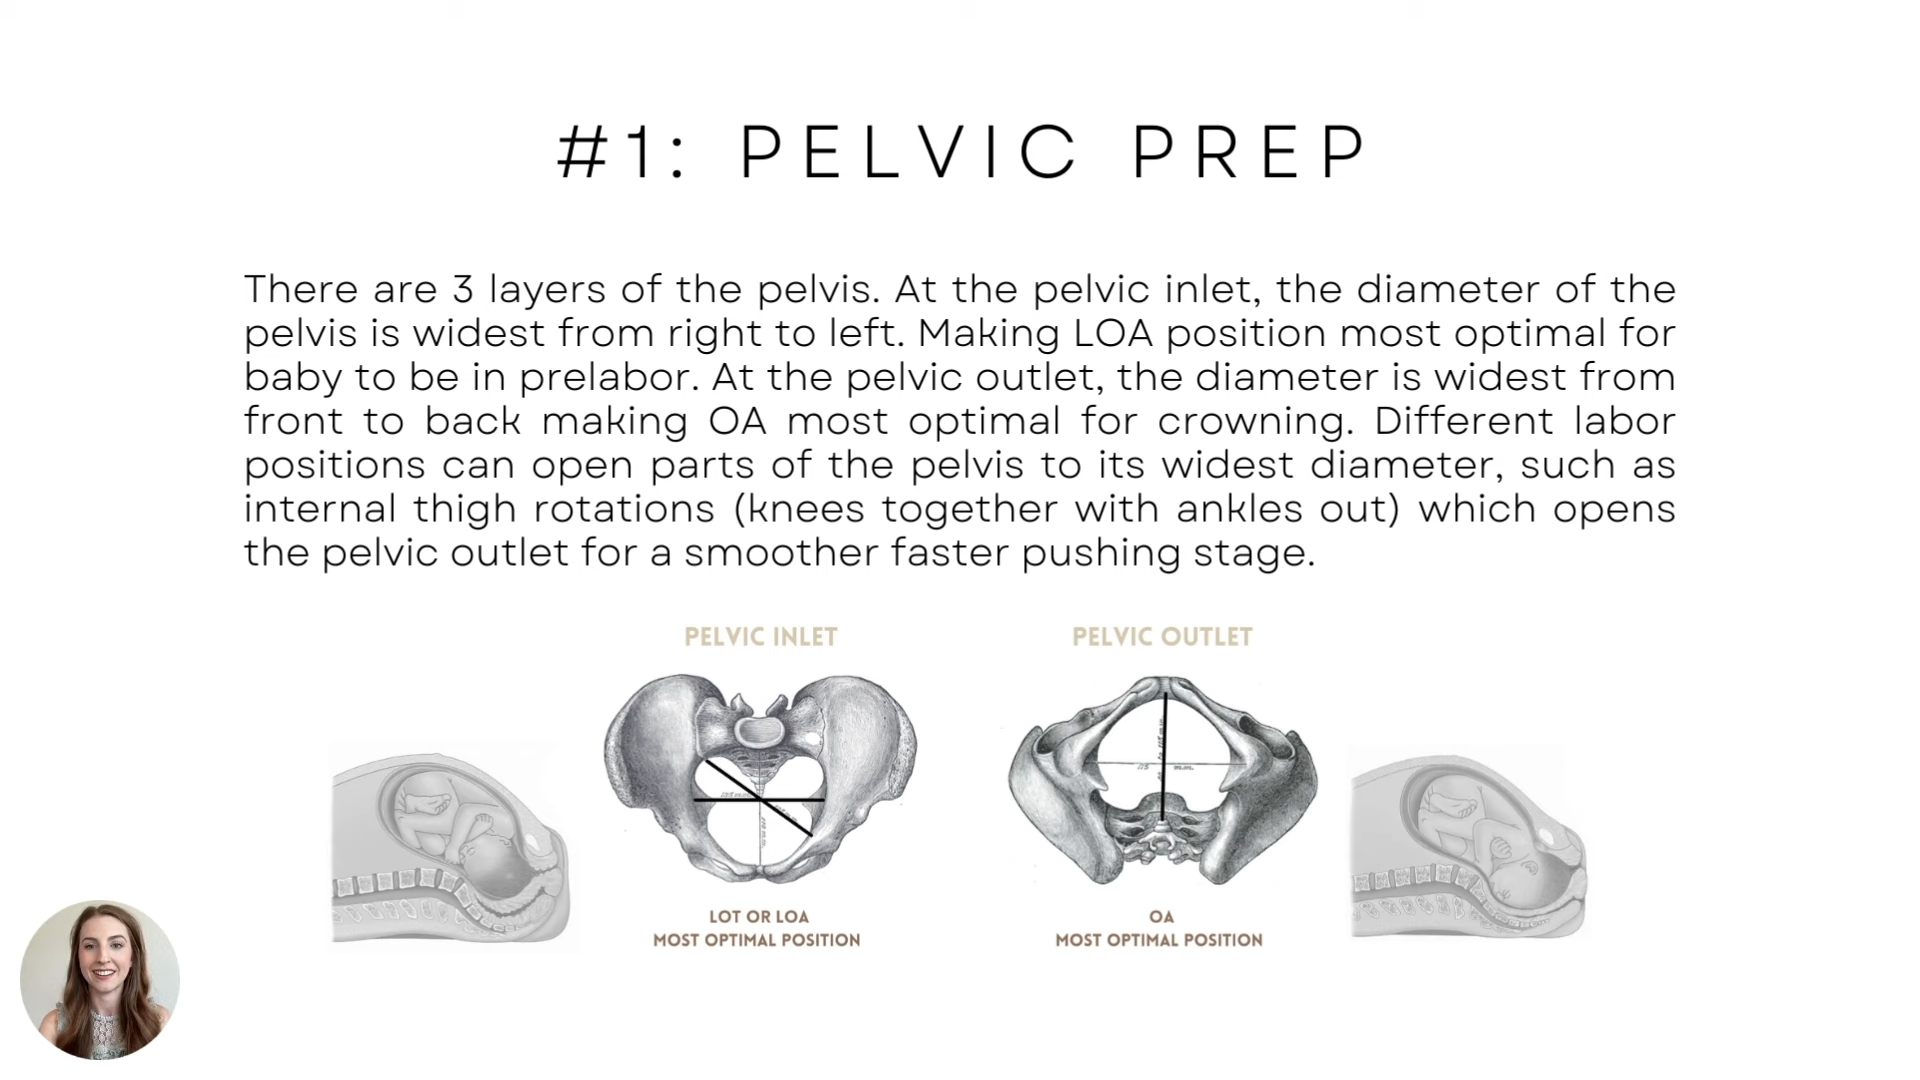 #1: PELVIC PREP
There are 3 layers of the pelvis. At the pelvic inlet, the diameter of the
pelvis is widest from right to left. Making LOA position most optimal for
baby to be in prelabor. At the pelvic outlet, the diameter is widest from
front to back making OA most optimal for crowning. Different labor
positions can open parts of the pelvis to its widest diameter, such as
internal thigh rotations (knees together with ankles out) which opens
the pelvic outlet for a smoother faster pushing stage.
PELVIC INLET
PELVIC OUTLET
LOT OR LOA
MOST OPTIMAL POSITION
OA
MOST OPTIMAL POSITION